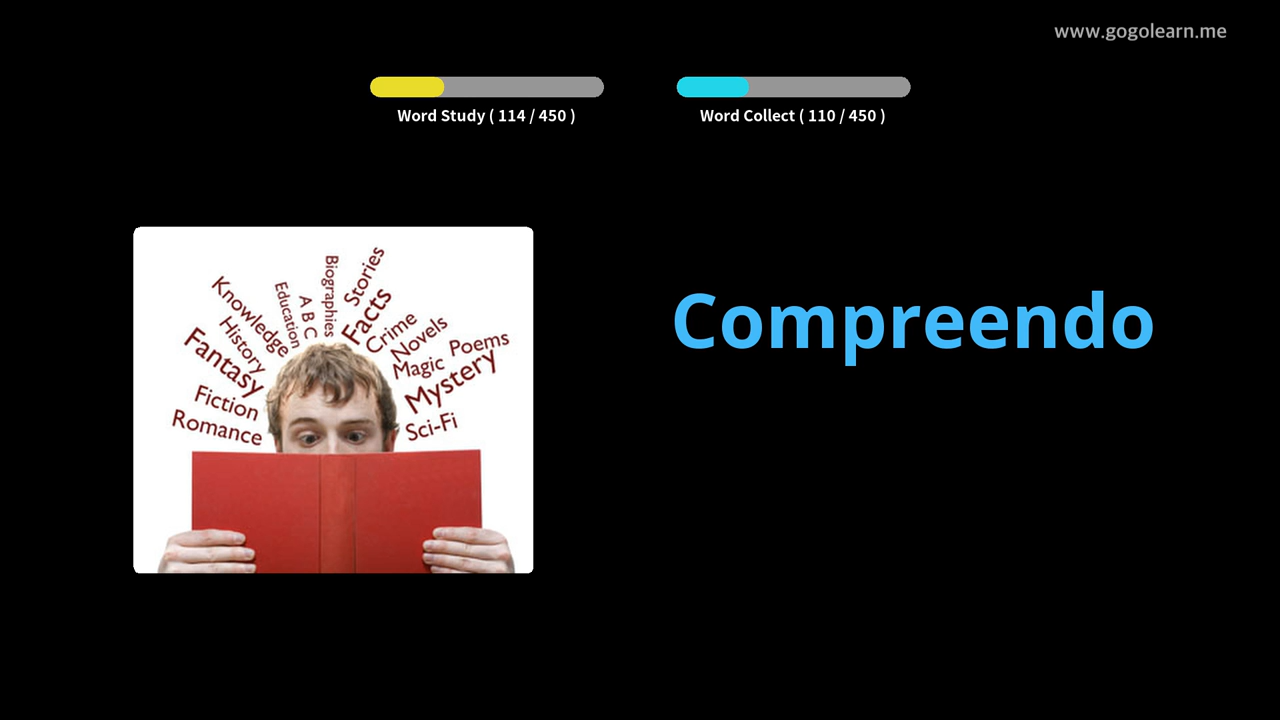 www.gogolearn.me
Word Study ( 114 / 450 )
Word Collect ( 110 / 450 )
Compreendo
Knowledge
Education
A B C
Biographies
Stories
Facts
Crime
Novels
Poems
Magic
Mystery
Sci-Fi
History
Fantasy
Fiction
Romance